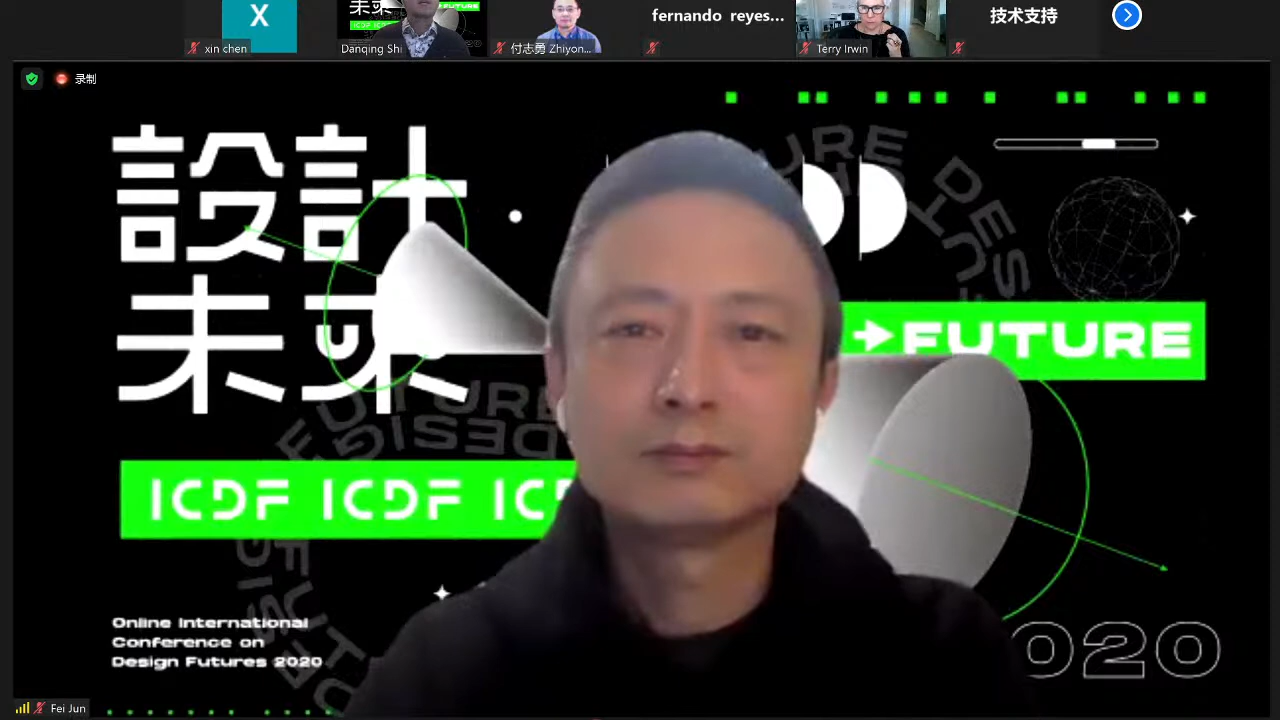 X
fernando reyes...
技术支持
xin chen
Danqing Shi
付志勇 Zhiyon...
Terry Irwin
录制
設計
未来
FUTURE
ICDF ICDF IC
Online International
Conference on
Design Futures 2020
020
Fei Jun